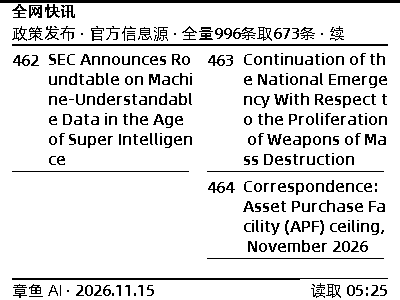 全网快讯
政策发布 · 官方信息源 · 全量996条取673条 · 续
462 SEC Announces Ro
undtable on Machi
ne-Understandabl
e Data in the Age
of Super Intelligen
ce
463 Continuation of th
e National Emerge
ncy With Respect t
o the Proliferation
of Weapons of Ma
ss Destruction
464 Correspondence:
Asset Purchase Fa
cility (APF) ceiling,
November 2026
章鱼 AI · 2026.11.15
读取 05:25